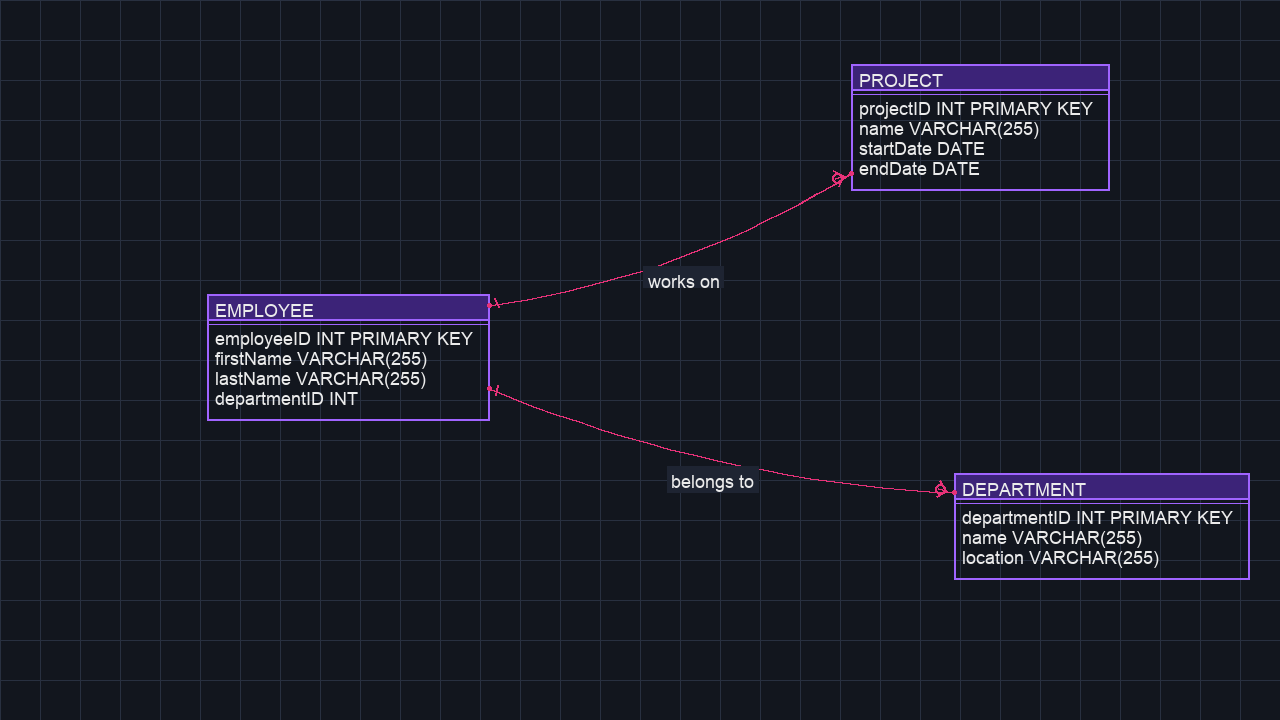 PROJECT
projectID INT PRIMARY KEY
name VARCHAR(255)
startDate DATE
endDate DATE
works on
EMPLOYEE
employeeID INT PRIMARY KEY
firstName VARCHAR(255)
lastName VARCHAR(255)
departmentID INT
belongs to
DEPARTMENT
departmentID INT PRIMARY KEY
name VARCHAR(255)
location VARCHAR(255)